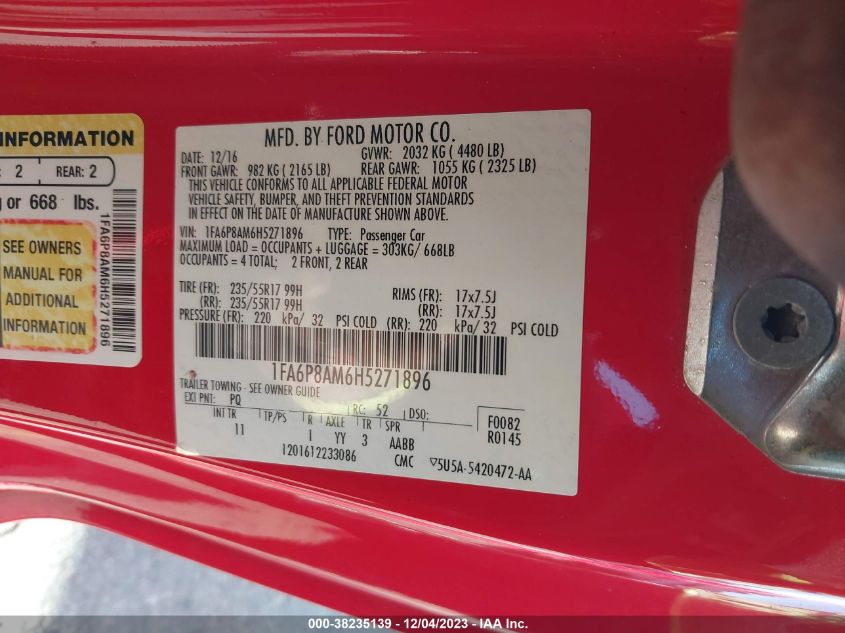 INFORMATION
: 2 REAR: 2
g or 668 lbs.
SEE OWNERS
MANUAL FOR
ADDITIONAL
INFORMATION
1FA6P8AM6H5271896
MFD. BY FORD MOTOR CO.
DATE: 12/16 GVWR: 2032 KG ( 4480 LB)
FRONT GAWR: 982 KG ( 2165 LB) REAR GAWR: 1055 KG ( 2325 LB)
THIS VEHICLE CONFORMS TO ALL APPLICABLE FEDERAL MOTOR
VEHICLE SAFETY, BUMPER, AND THEFT PREVENTION STANDARDS
IN EFFECT ON THE DATE OF MANUFACTURE SHOWN ABOVE.
VIN: 1FA6P8AM6H5271896 TYPE: Passenger Car
MAXIMUM LOAD = OCCUPANTS + LUGGAGE = 303KG/ 668LB
OCCUPANTS = 4 TOTAL; 2 FRONT, 2 REAR
TIRE (FR): 235/55R17 99H RIMS (FR): 17x7.5J
(RR): 235/55R17 99H (RR): 17x7.5J
PRESSURE (FR): 220 kPa/ 32 PSI COLD (RR): 220 kPa/ 32 PSI COLD
1FA6P8AM6H5271896
TRAILER TOWING - SEE OWNER GUIDE
EXT PNT: PQ RC: 52 DSO:
INT TR TP/PS R AXLE TR SPR F0082
11 I YY 3 AABB R0145
1201612233086 CMC ▽5U5A-5420472-AA
000-38235139 - 12/04/2023 - IAAI.com